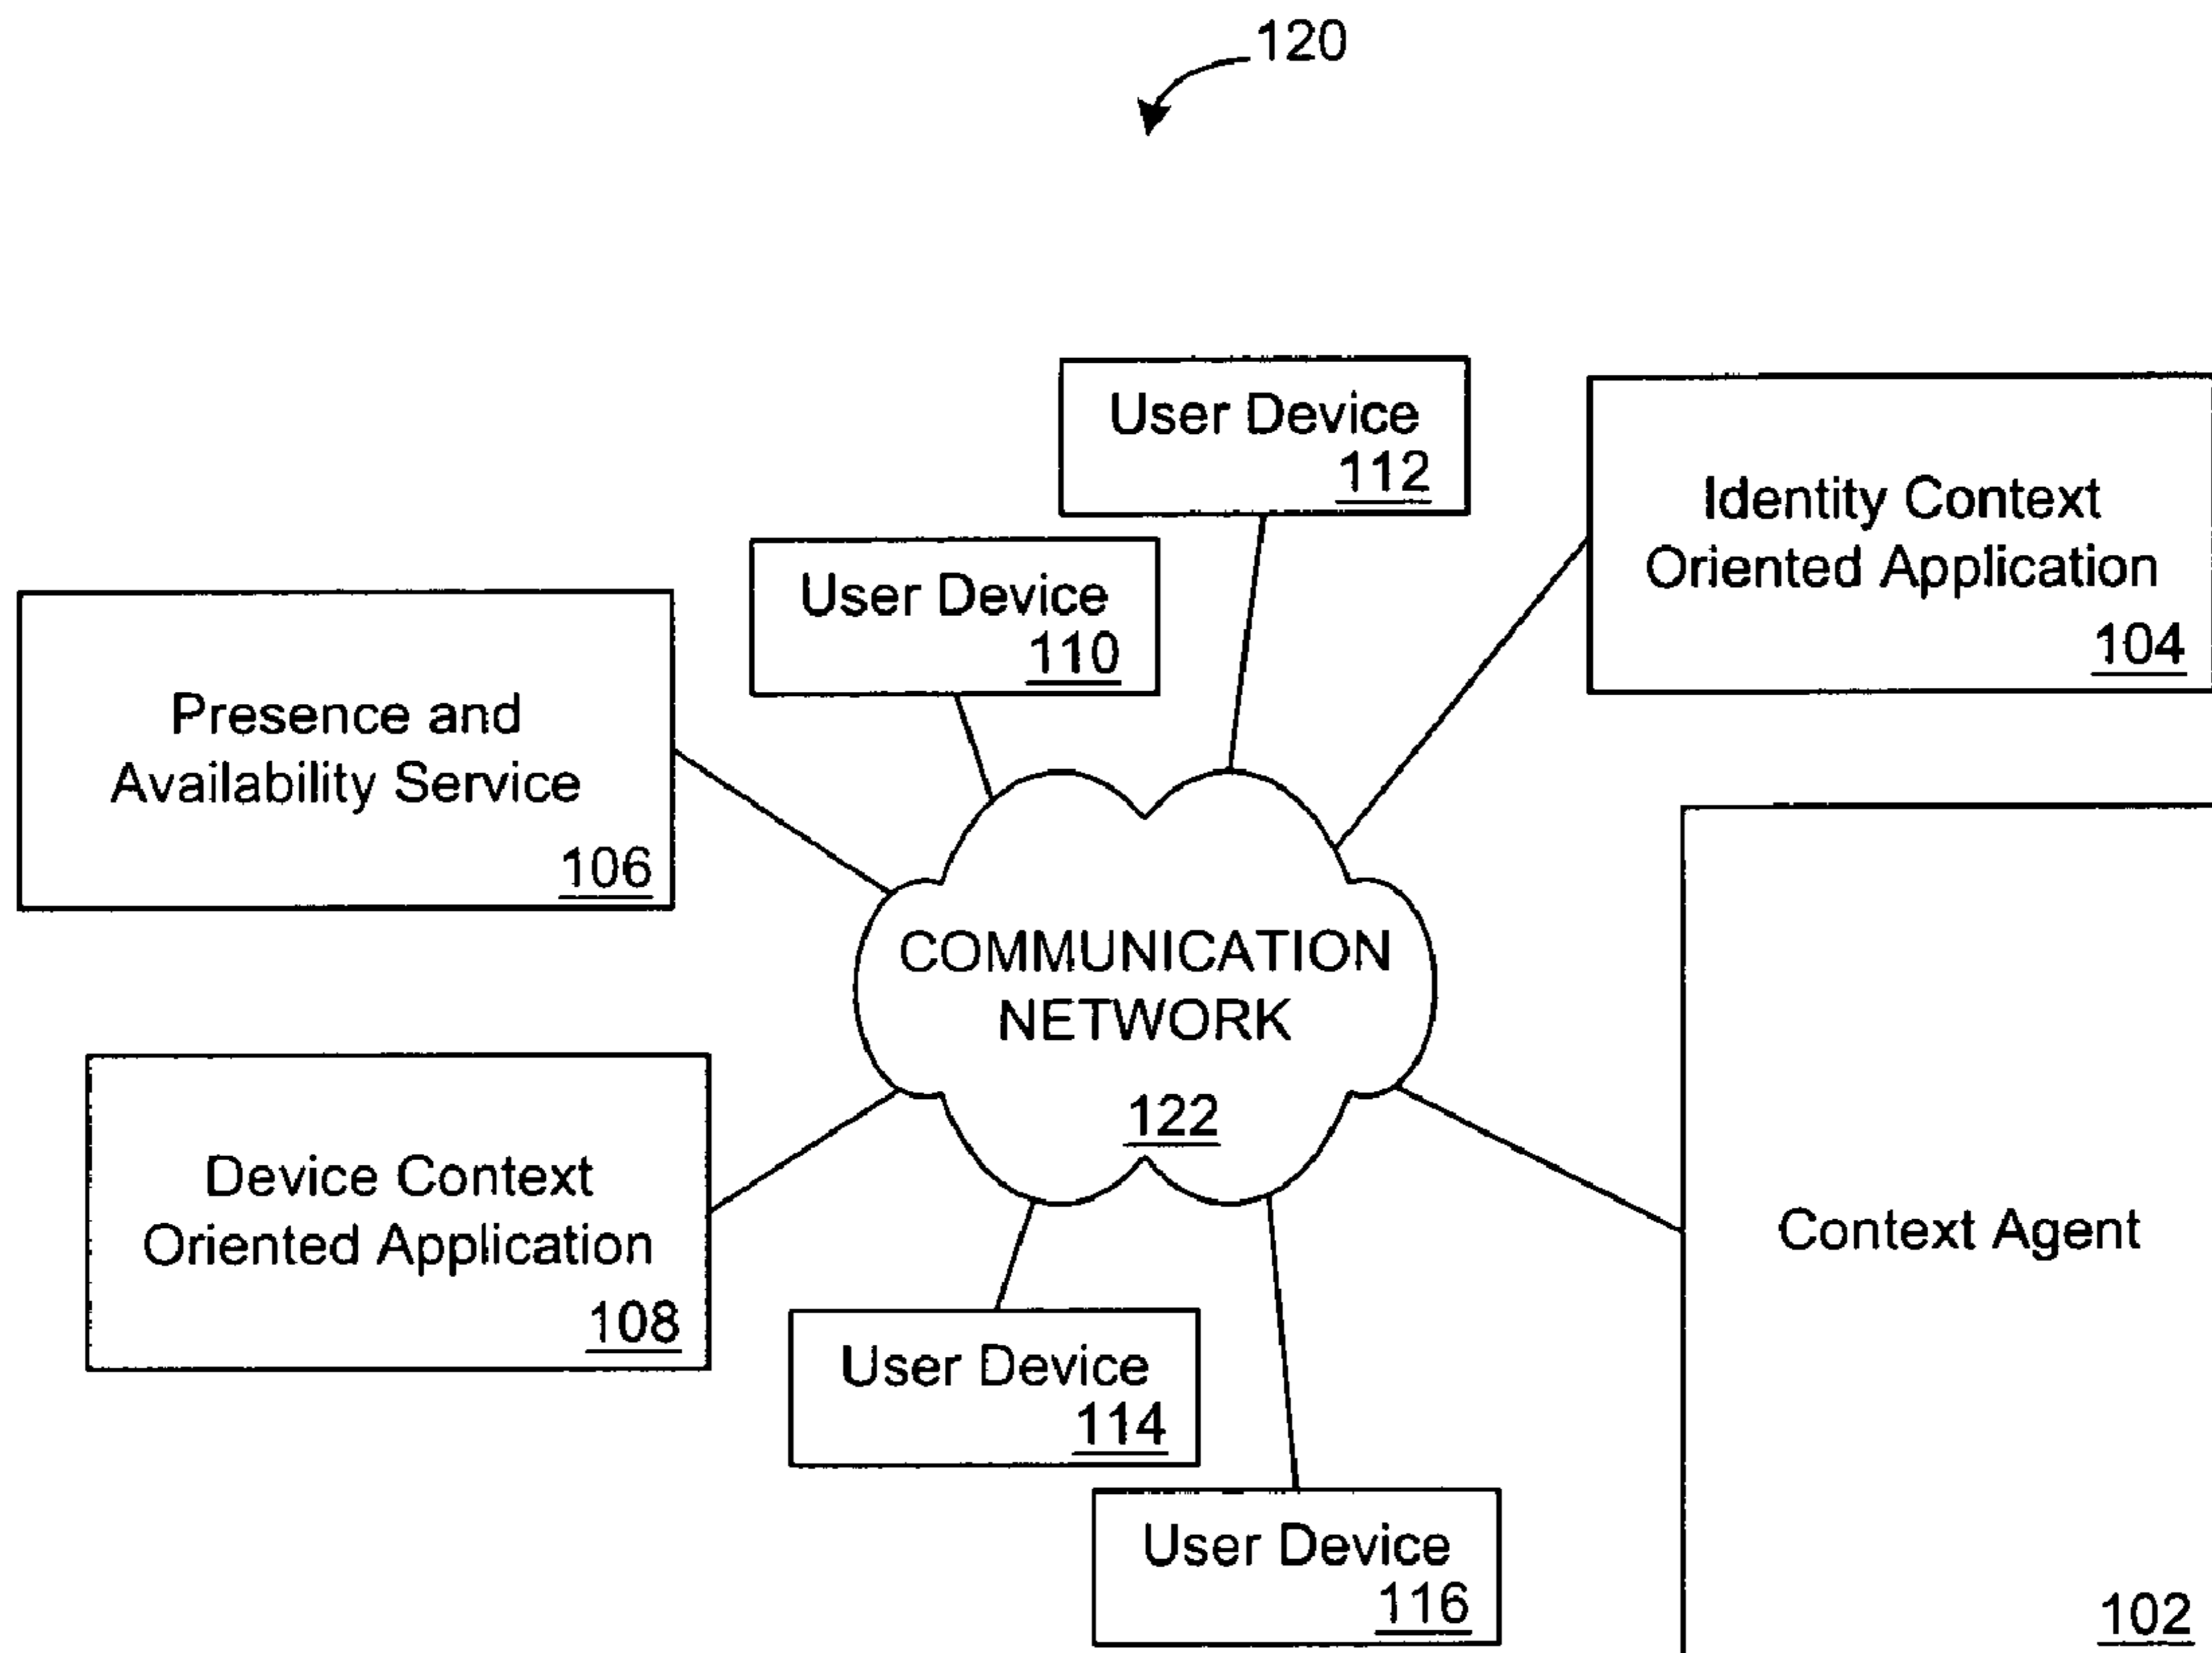 120
User Device
112
Identity Context
Oriented Application
104
User Device
110
Presence and
Availability Service
106
COMMUNICATION
NETWORK
122
Device Context
Oriented Application
108
Context Agent
102
User Device
114
User Device
116